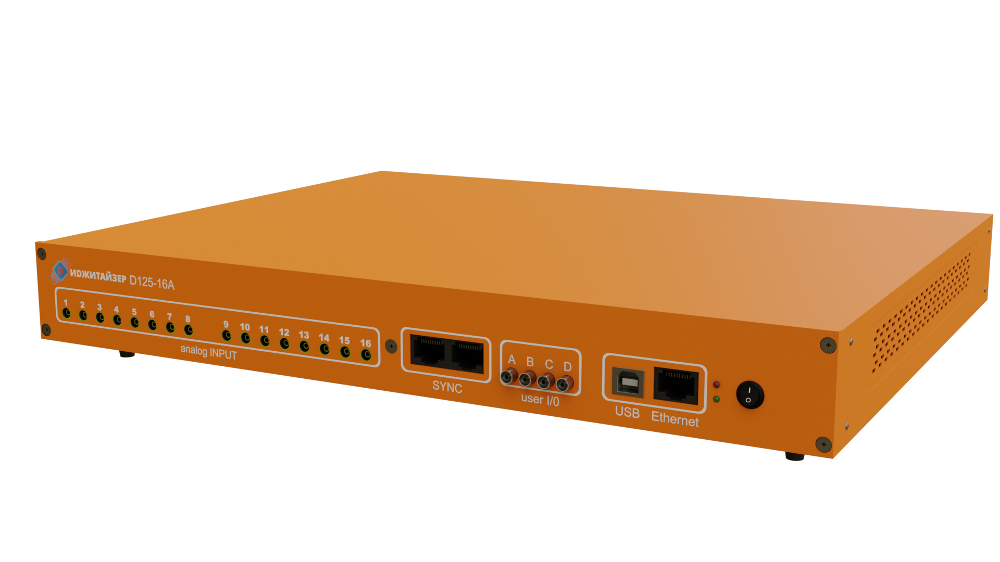 D
ИDЖИТАЙЗЕР D125-16A
1 2 3 4 5 6 7 8 9 10 11 12 13 14 15 16
analog INPUT
SYNC
A B C D
user I/0
USB Ethernet
I
O